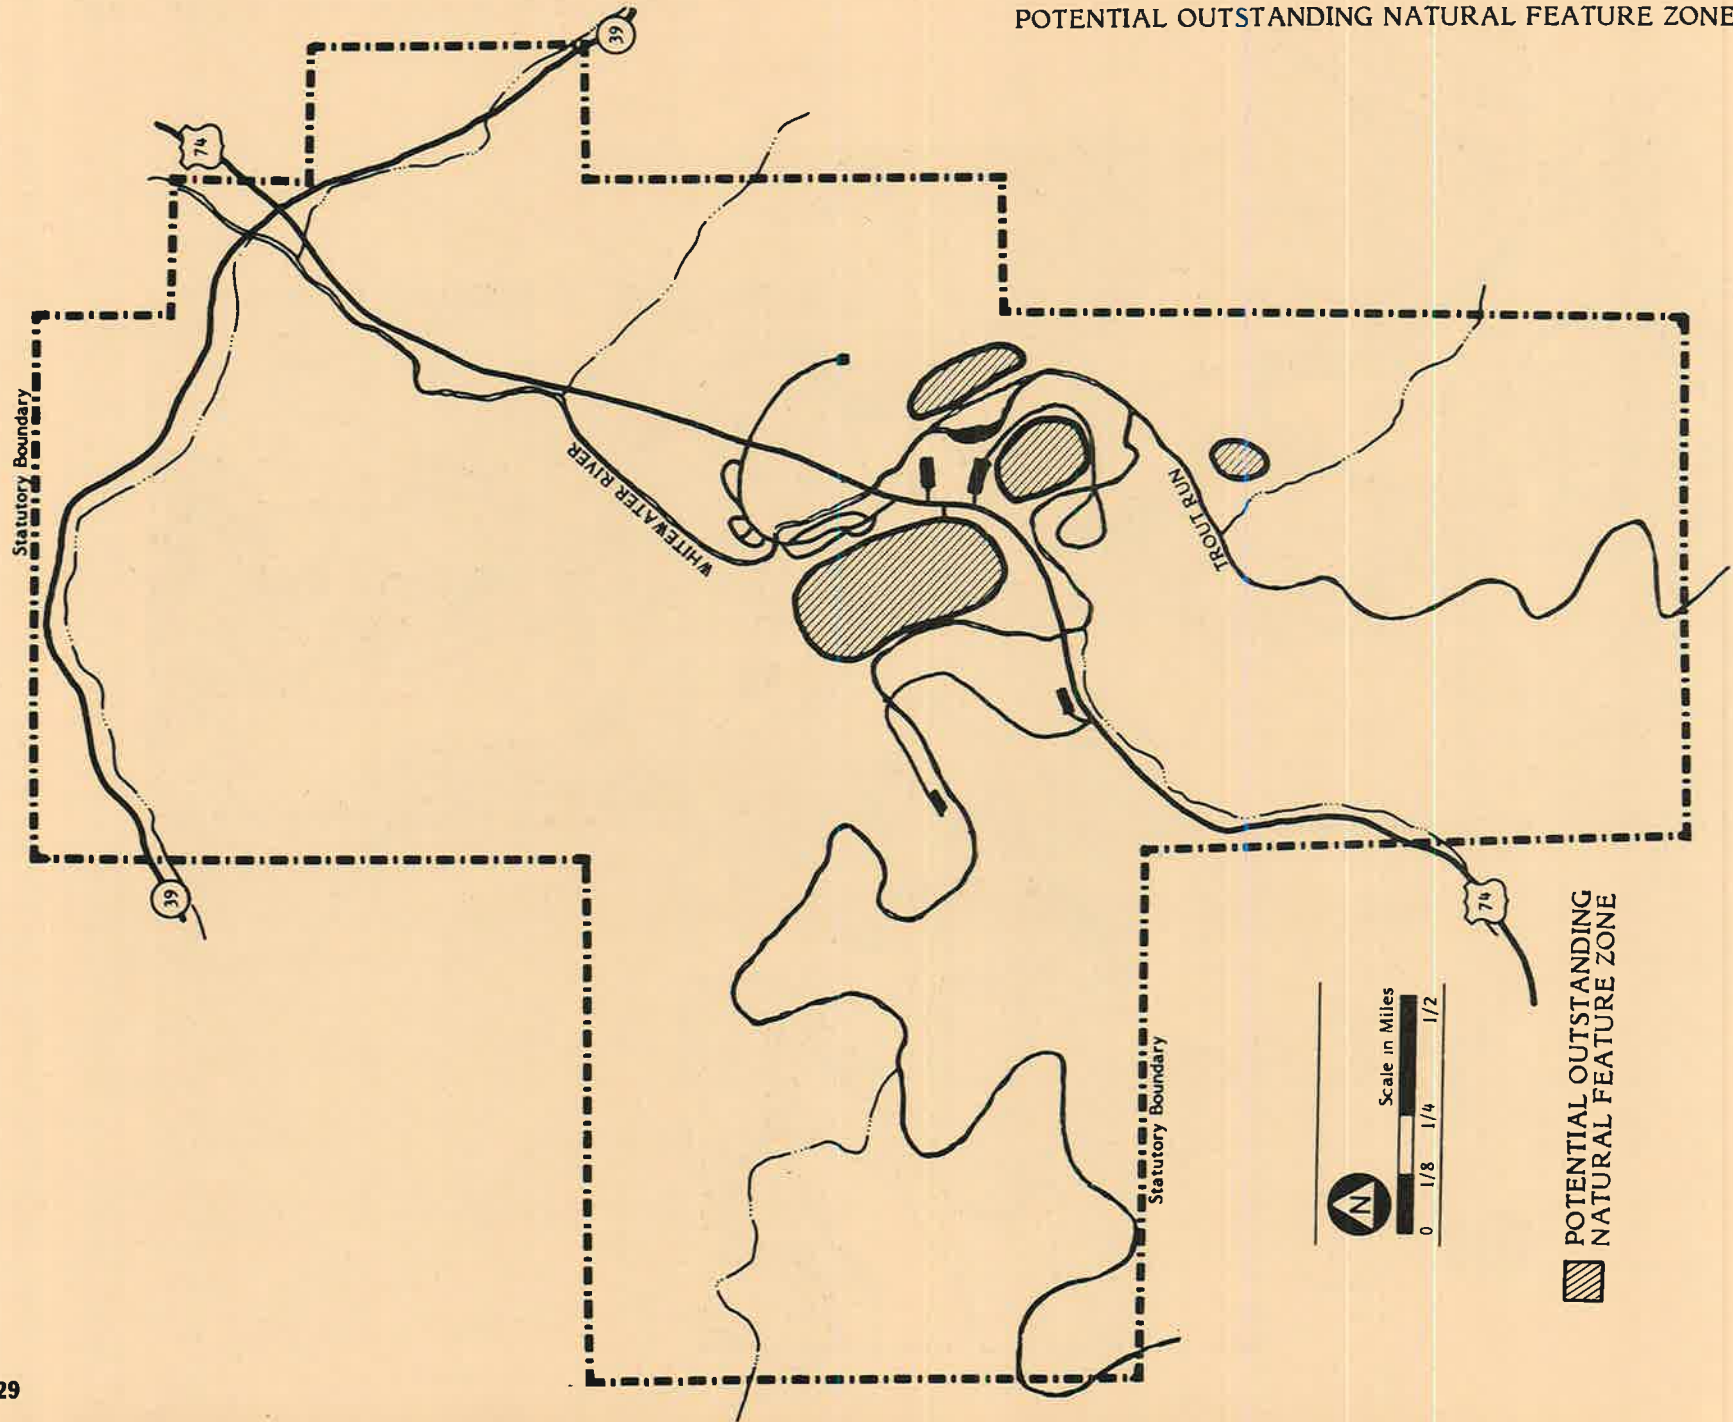 POTENTIAL OUTSTANDING NATURAL FEATURE ZONE
39
74
Statutory Boundary
WHITEWATER RIVER
TROUT RUN
39
74
Statutory Boundary
N
Scale in Miles
0 1/8 1/4 1/2
POTENTIAL OUTSTANDING
NATURAL FEATURE ZONE
29